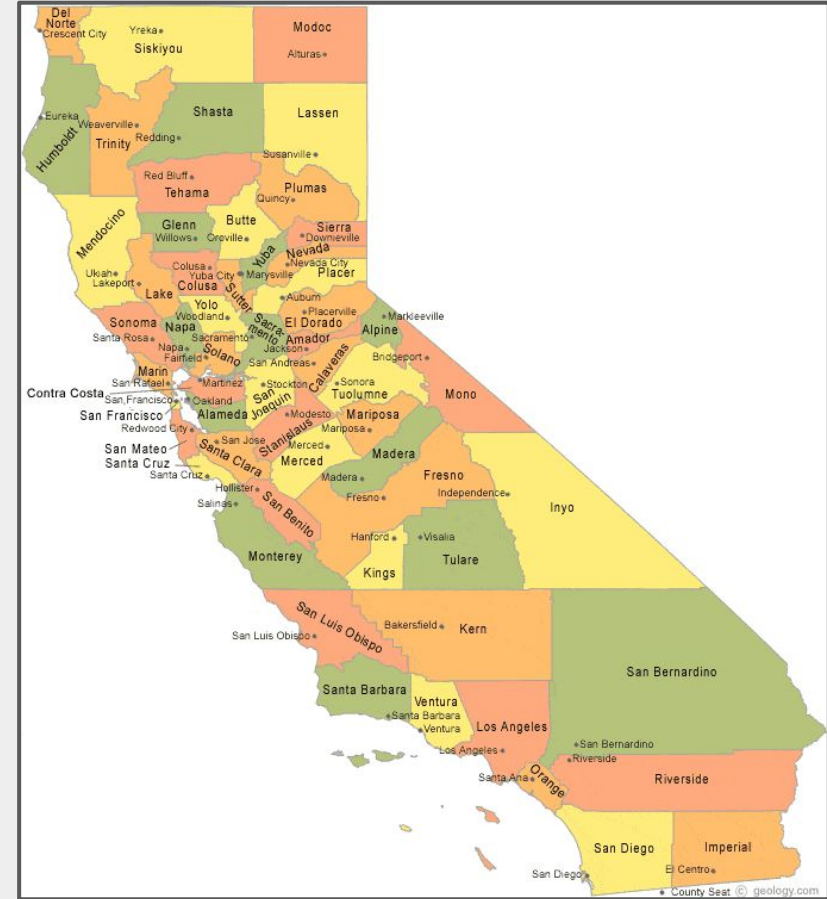 Del
Norte
Crescent City
Yreka
Siskiyou
Modoc
Alturas
Eureka
Humboldt
Weaverville
Trinity
Shasta
Redding
Lassen
Susanville
Red Bluff
Tehama
Plumas
Quincy
Mendocino
Ukiah
Glenn
Willows
Butte
Oroville
Sierra
Downieville
Yuba
Marysville
Nevada
Nevada City
Placer
Auburn
Lakeport
Lake
Colusa
Colusa
Yuba City
Sutter
Yolo
Woodland
Sonoma
Santa Rosa
Napa
Napa
Sacra-
mento
Sacramento
El Dorado
Placerville
Amador
Jackson
Alpine
Markleeville
Solano
Fairfield
Calaveras
San Andreas
Bridgeport
Mono
Marin
San Rafael
Contra Costa
Martinez
San Francisco
San Francisco
Oakland
Alameda
Stockton
San
Joaquin
Sonora
Tuolumne
Redwood City
San Mateo
Santa Cruz
Santa Cruz
San Jose
Santa Clara
Modesto
Stanislaus
Mariposa
Mariposa
Merced
Merced
Madera
Madera
Hollister
San Benito
Salinas
Monterey
Fresno
Fresno
Independence
Inyo
Hanford
Kings
Visalia
Tulare
San Luis Obispo
San Luis Obispo
Bakersfield
Kern
San Bernardino
San Bernardino
Santa Barbara
Santa Barbara
Ventura
Ventura
Los Angeles
Los Angeles
Santa Ana
Orange
Riverside
Riverside
San Diego
San Diego
Imperial
El Centro
County Seat © geology.com